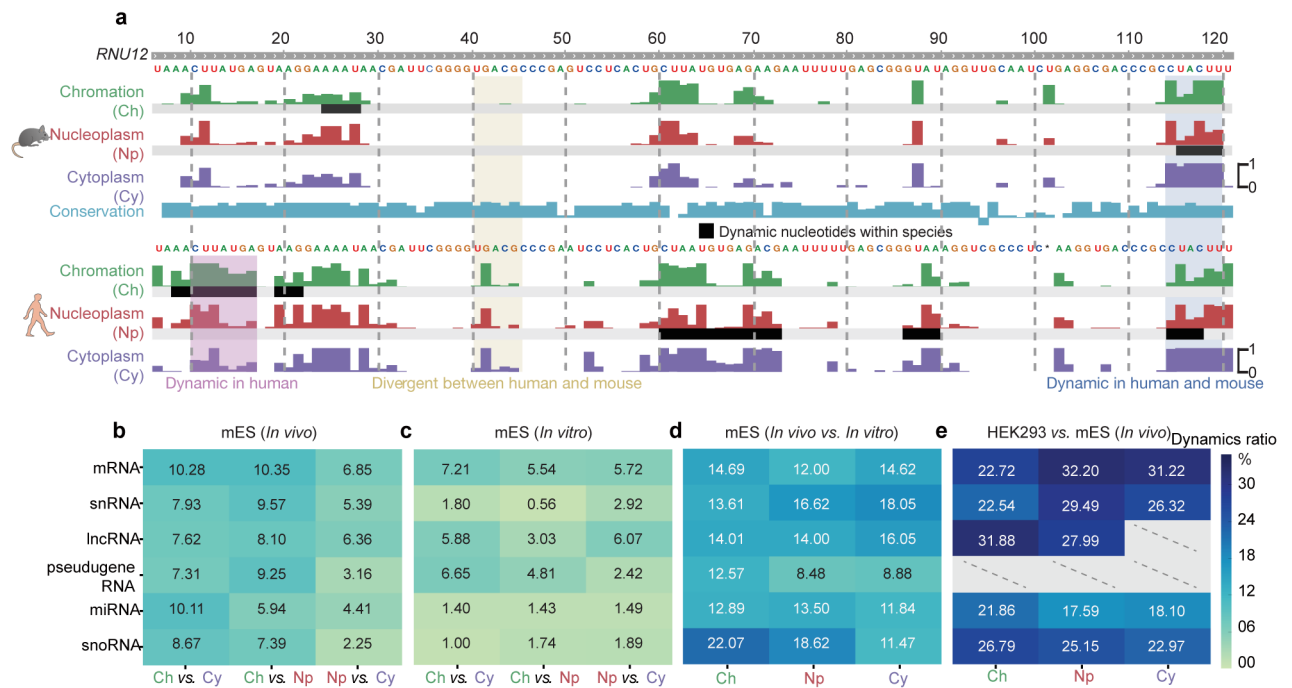 a
10 20 30 40 50 60 70 80 90 100 110 120
RNU12
UAAACUUAUGAGUAAGGAAAAUAACGAUUCGGGGUGACGCCCGAGUCCUCACUGCUUAUGUGAGAAGAAUUUUUGAGCGGGUAUAGGUUGCAAUCUGAGGCGACCCGCCUACUUU
Chromation
(Ch)
Nucleoplasm
(Np)
Cytoplasm 1
(Cy) 0
Conservation
Dynamic nucleotides within species
UAAACUUAUGAGUAAGGAAAAUAACGAUUCGGGGUGACGCCCGAAUCCUCACUGCUAAUGUGAGACGAAUUUUUGAGCGGGUAAAGGUCGCCCUC*AAGGUGACCCGCCUACUUU
Chromation
(Ch)
Nucleoplasm
(Np)
Cytoplasm 1
(Cy) 0
Dynamic in human Divergent between human and mouse Dynamic in human and mouse
b mES (In vivo) c mES (In vitro) d mES (In vivo vs. In vitro) e HEK293 vs. mES (In vivo) Dynamics ratio
%
mRNA 10.28 10.35 6.85 7.21 5.54 5.72 14.69 12.00 14.62 22.72 32.20 31.22 30
snRNA 7.93 9.57 5.39 1.80 0.56 2.92 13.61 16.62 18.05 22.54 29.49 26.32 24
lncRNA 7.62 8.10 6.36 5.88 3.03 6.07 14.01 14.00 16.05 31.88 27.99 18
pseudugene
RNA 7.31 9.25 3.16 6.65 4.81 2.42 12.57 8.48 8.88 12
miRNA 10.11 5.94 4.41 1.40 1.43 1.49 12.89 13.50 11.84 21.86 17.59 18.10 06
snoRNA 8.67 7.39 2.25 1.00 1.74 1.89 22.07 18.62 11.47 26.79 25.15 22.97 00
Ch vs. Cy Ch vs. Np Np vs. Cy Ch vs. Cy Ch vs. Np Np vs. Cy Ch Np Cy Ch Np Cy